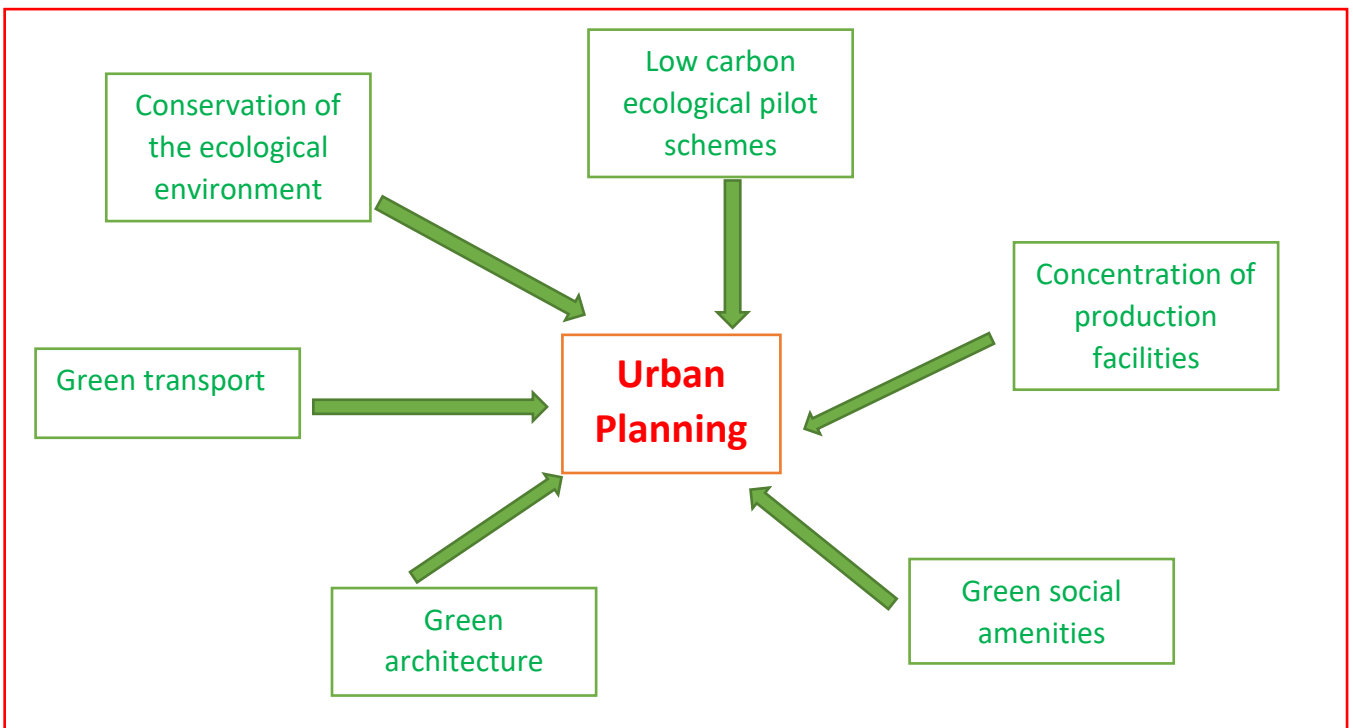 Low carbon
ecological pilot
schemes
Conservation of
the ecological
environment
Concentration of
production
facilities
Green transport
Urban
Planning
Green social
amenities
Green
architecture